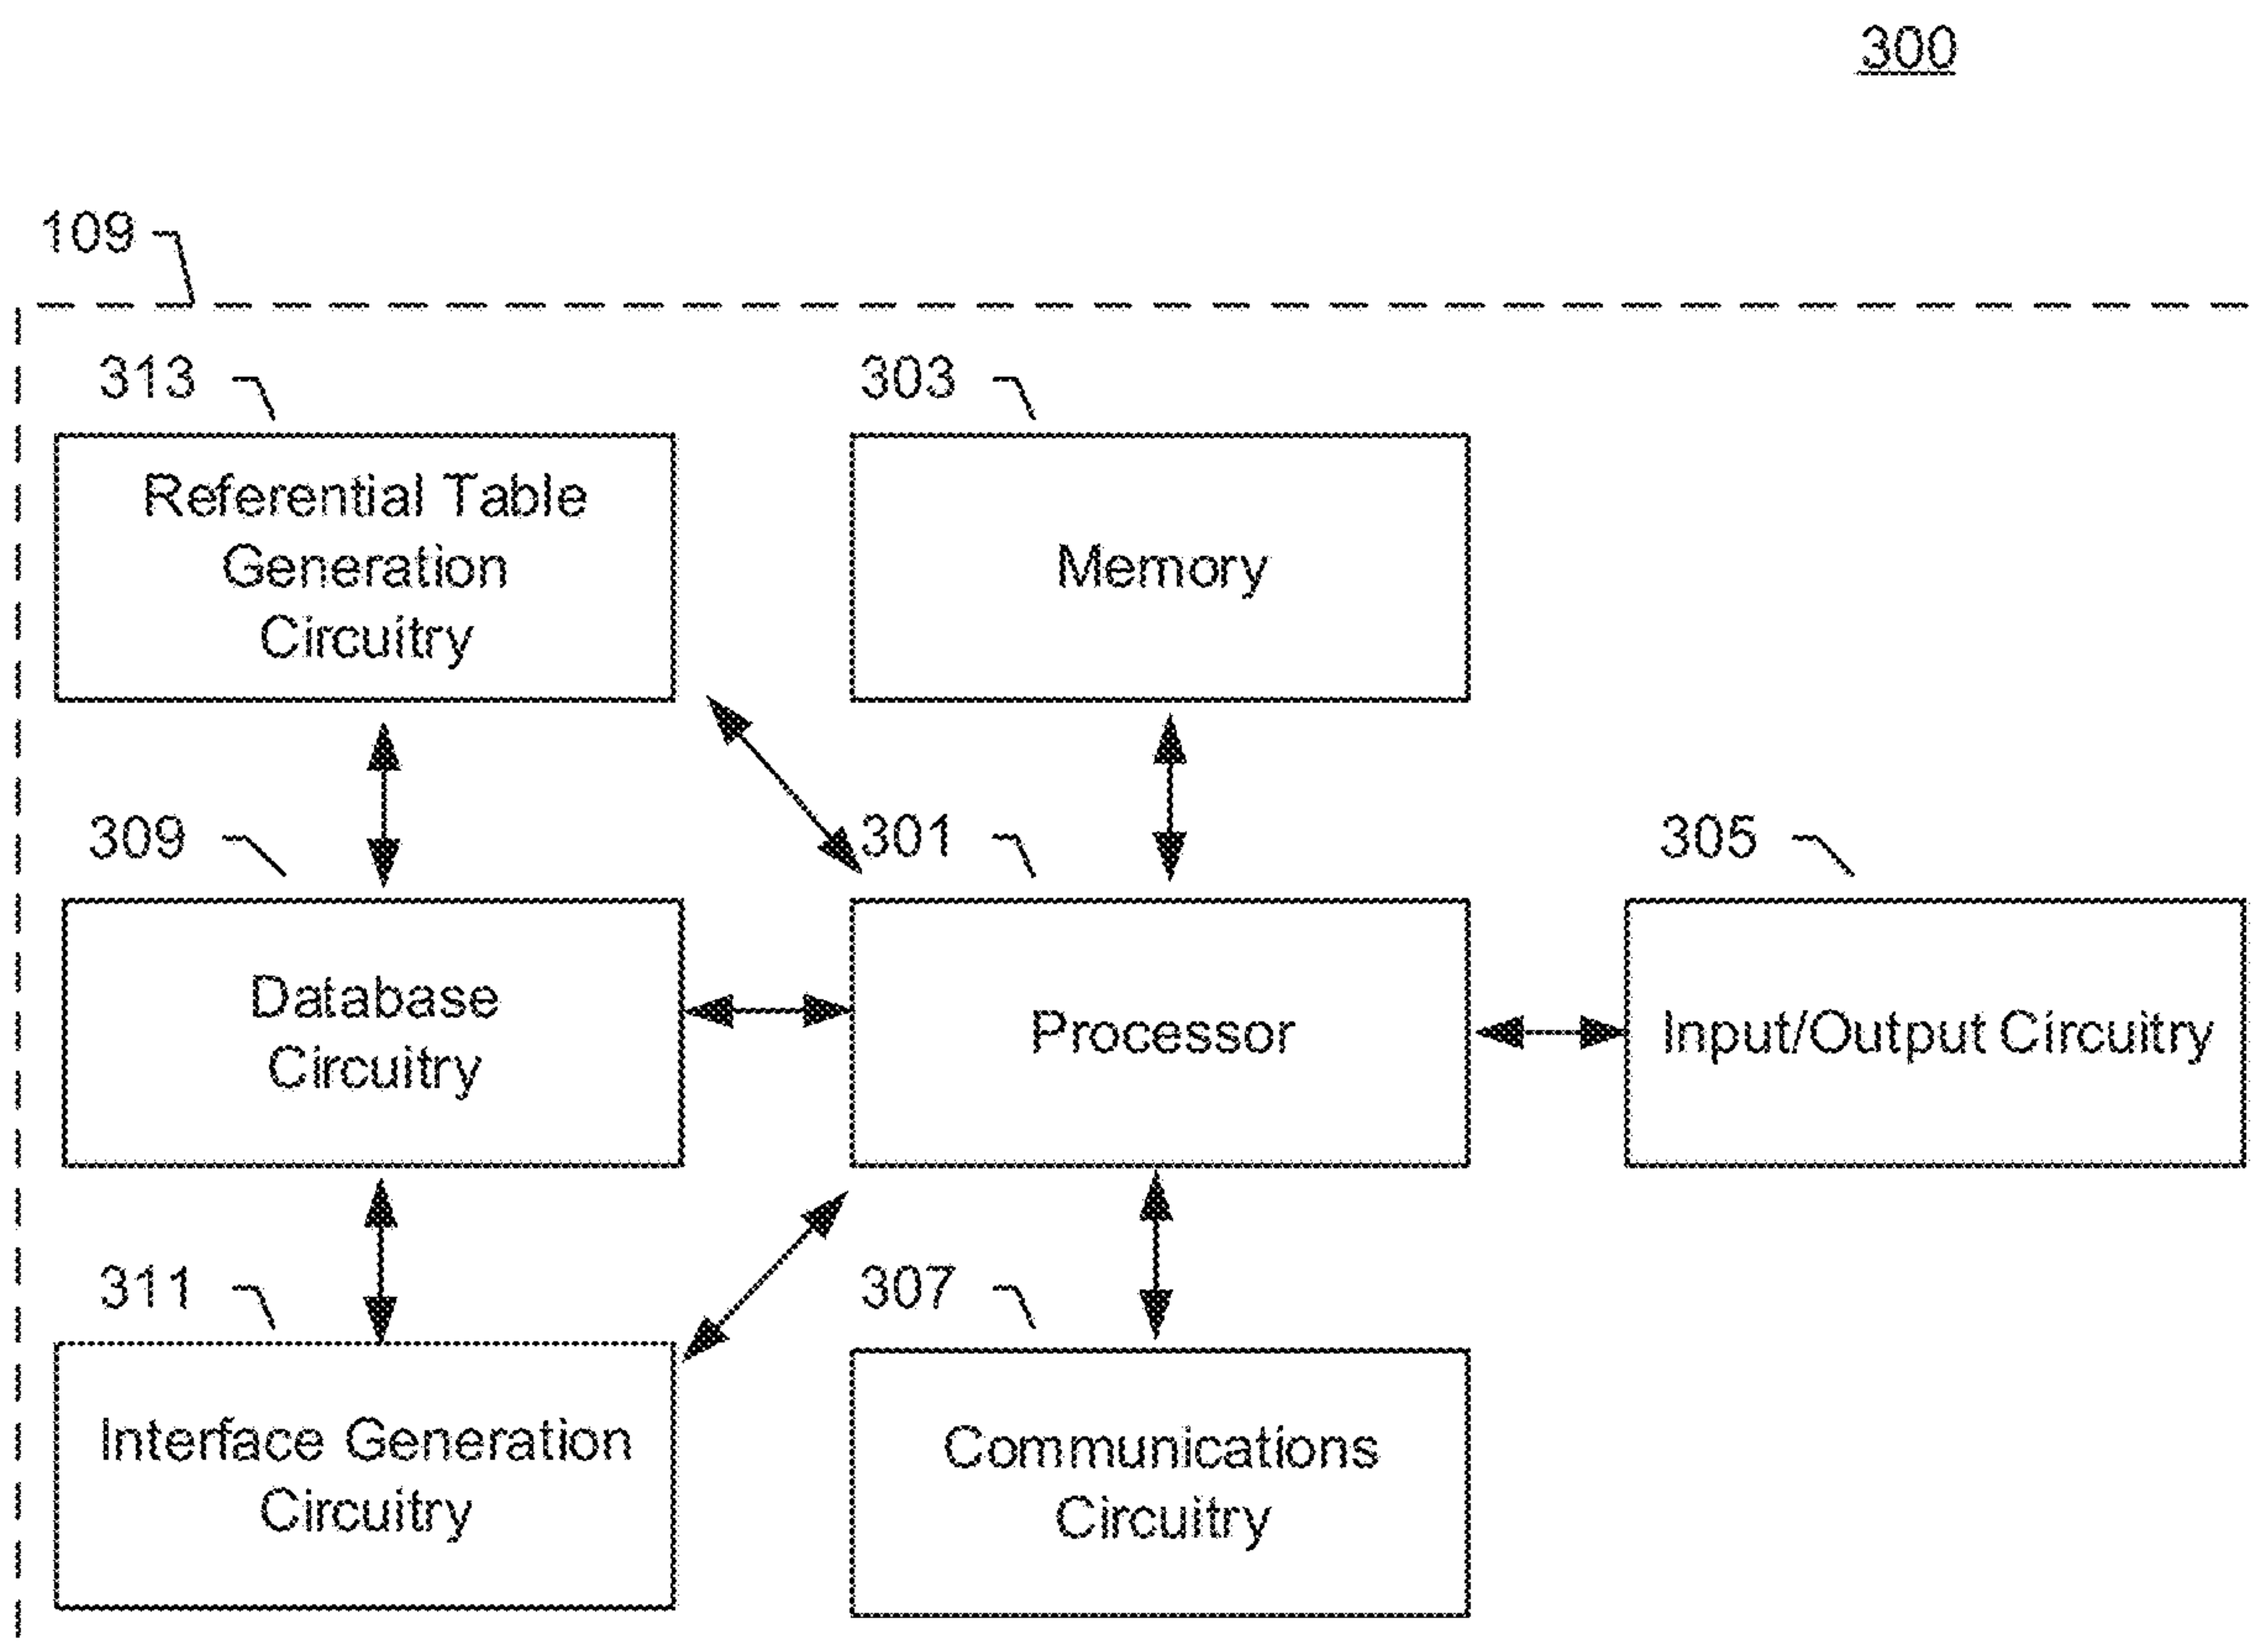 300
109
313
303
Referential Table
Generation
Circuitry
Memory
309
301
305
Database
Circuitry
Processor
Input/Output Circuitry
311
307
Interface Generation
Circuitry
Communications
Circuitry